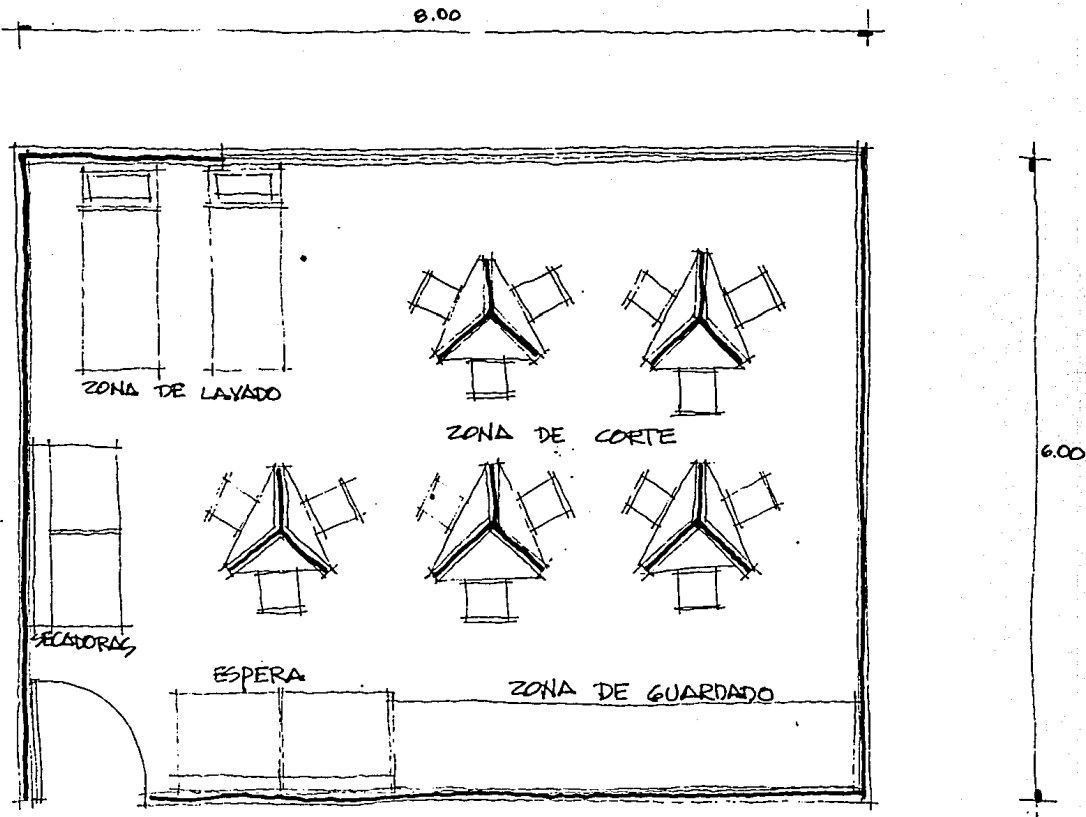 8.00
ZONA DE LAVADO
ZONA DE CORTE
6.00
SECADORAS
ESPERA
ZONA DE GUARDADO